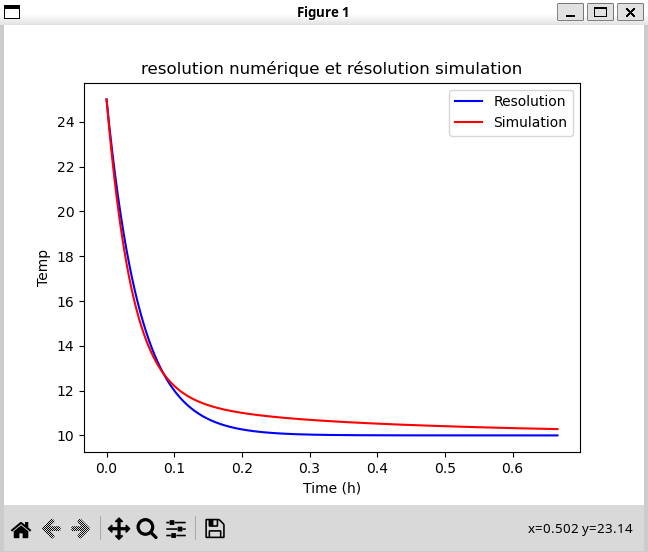 Figure 1
resolution numérique et résolution simulation
Resolution
Simulation
24
22
20
18
16
14
12
10
Temp
0.0 0.1 0.2 0.3 0.4 0.5 0.6
Time (h)
x=0.502 y=23.14